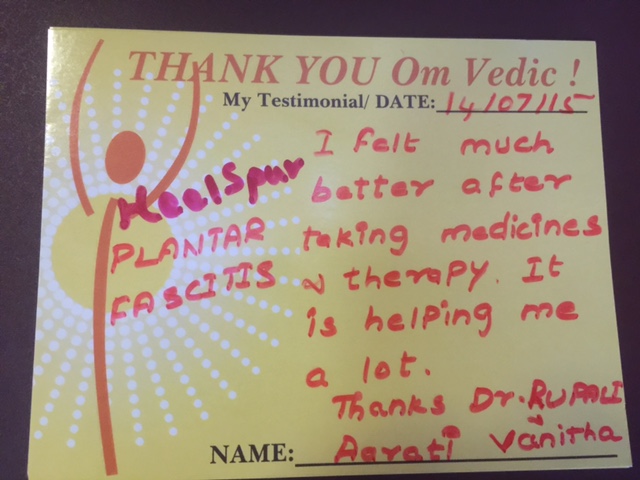 THANK YOU Om Vedic !
My Testimonial/ DATE: 14/07/15
HeelSpur
PLANTAR
FASCITIS
I felt much
better after
taking medicines
& therapy. It
is helping me
a lot.
Thanks Dr. RUPALI
NAME: Aarati Vanitha